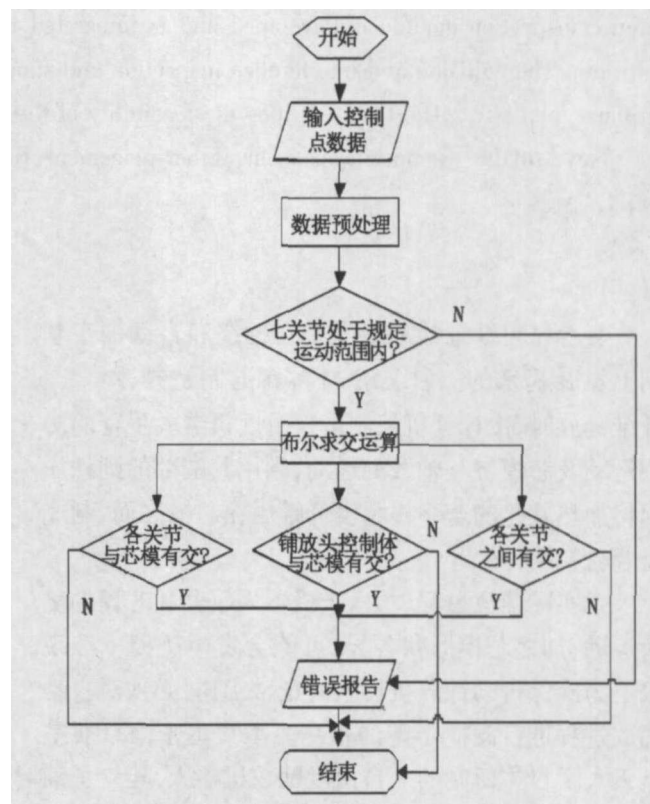 开始
输入控制
点数据
数据预处理
七关节处于规定
运动范围内?
N
Y
布尔求交运算
各关节
与芯模有交?
铺放头控制体
与芯模有交?
N
各关节
之间有交?
N
Y
Y
Y
N
错误报告
结束